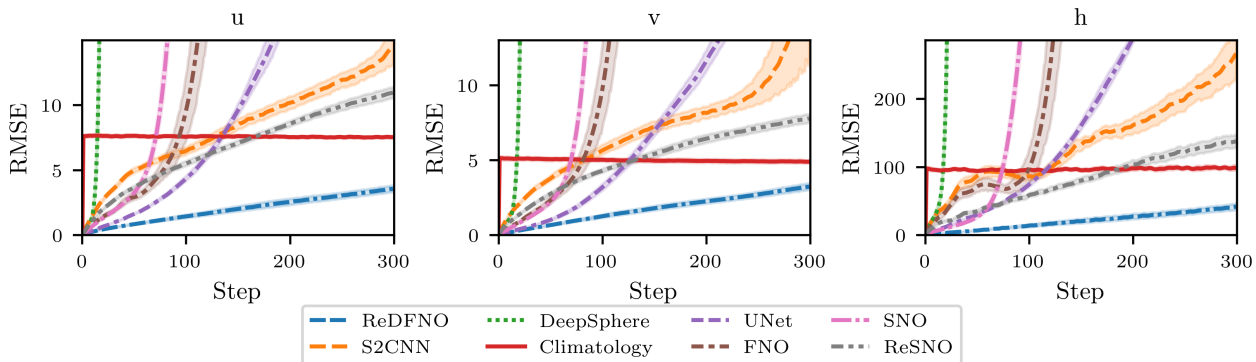 u v h
RMSE
10
5
0
0 100 200 300
Step
RMSE
10
5
0
0 100 200 300
Step
RMSE
200
100
0
0 100 200 300
Step
ReDFNO DeepSphere UNet SNO
S2CNN Climatology FNO ReSNO